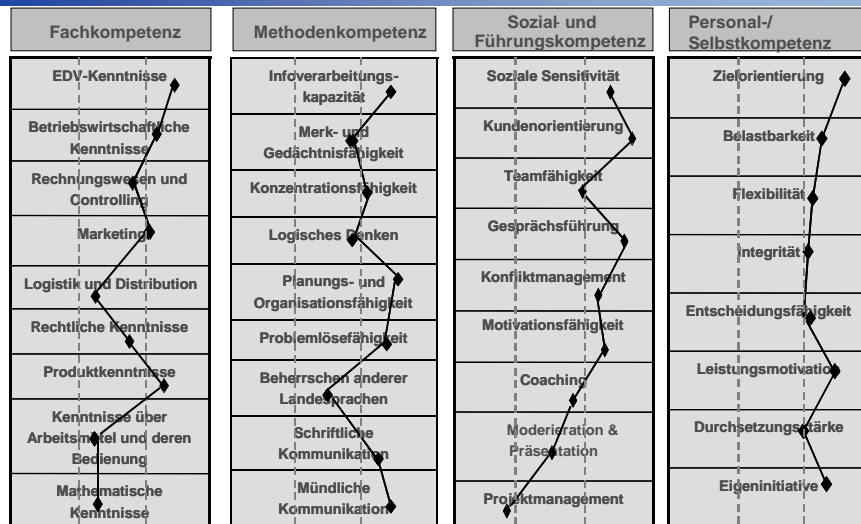 Fachkompetenz
EDV-Kenntnisse
Betriebswirtschaftliche
Kenntnisse
Rechnungswesen und
Controlling
Marketing
Logistik und Distribution
Rechtliche Kenntnisse
Produktkenntnisse
Kenntnisse über
Arbeitsmittel und deren
Bedienung
Mathematische
Kenntnisse
Methodenkompetenz
Infoverarbeitungs-
kapazität
Merk- und
Gedächtnisfähigkeit
Konzentrationsfähigkeit
Logisches Denken
Planungs- und
Organisationsfähigkeit
Problemlösefähigkeit
Beherrschen anderer
Landesprachen
Schriftliche
Kommunikation
Mündliche
Kommunikation
Sozial- und
Führungskompetenz
Soziale Sensitivität
Kundenorientierung
Teamfähigkeit
Gesprächsführung
Konfliktmanagement
Motivationsfähigkeit
Coaching
Moderieration &
Präsentation
Projektmanagement
Personal-/
Selbstkompetenz
Zielorientierung
Belastbarkeit
Flexibilität
Integrität
Entscheidungsfähigkeit
Leistungsmotivation
Durchsetzungsstärke
Eigeninitiative